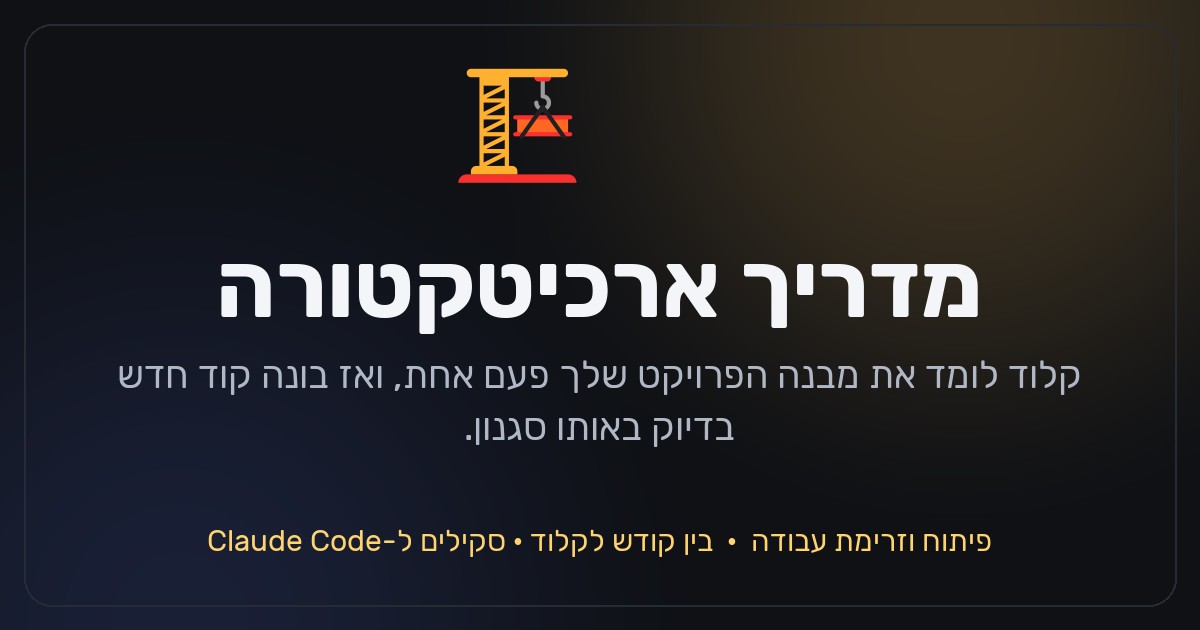 מדריך ארכיטקטורה
קלוד לומד את מבנה הפרויקט שלך פעם אחת, ואז בונה קוד חדש
בדיוק באותו סגנון.
פיתוח וזרימת עבודה • בין קודש לקלוד • סקילים ל-Claude Code